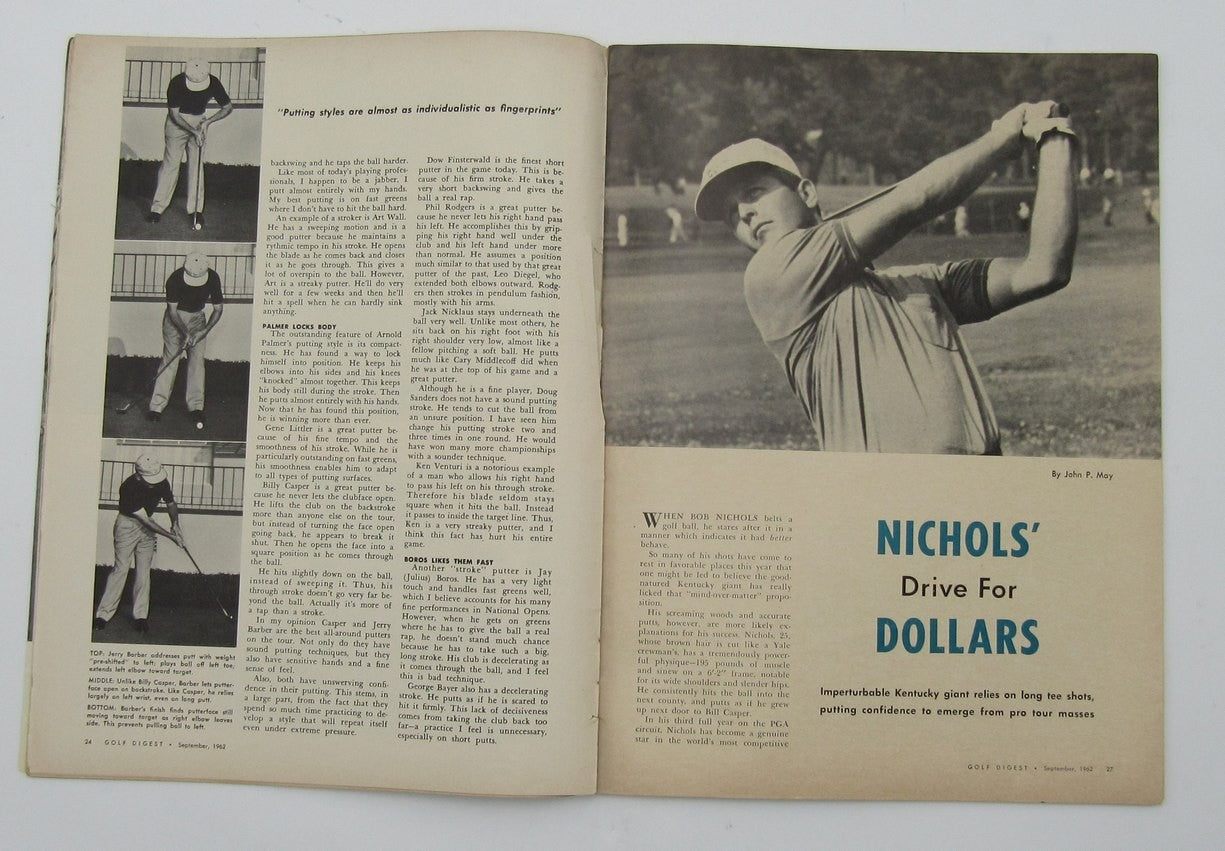 "Putting styles are almost as individualistic as fingerprints"
backswing and he taps the ball harder.
Like most of today's playing profes-
sionals, I happen to be a jabber. I
putt almost entirely with my hands.
My best putting is on fast greens
where I don't have to hit the ball hard.
An example of a stroker is Art Wall.
He has a sweeping motion and is a
good putter because he maintains a
rythmic tempo in his stroke. He opens
the blade as he comes back and closes
it as he goes through. This gives a
lot of overspin to the ball. However,
Art is a streaky putter. He'll do very
well for a few weeks and then he'll
hit a spell when he can hardly sink
anything.
PALMER LOCKS BODY
The outstanding feature of Arnold
Palmer's putting style is its compact-
ness. He has found a way to lock
himself into position. He keeps his
elbows into his sides and his knees
"knocked" almost together. This keeps
his body still during the stroke. Then
he putts almost entirely with his hands.
Now that he has found this position,
he is winning more than ever.
Gene Littler is a great putter be-
cause of his fine tempo and the
smoothness of his stroke. While he is
particularly outstanding on fast greens,
his smoothness enables him to adapt
to all types of putting surfaces.
Billy Casper is a great putter be-
cause he never lets the clubface open.
He lifts the club on the backstroke
more than anyone else on the tour,
but instead of turning the face open
going back, he appears to break it
shut. Then he opens the face into a
square position as he comes through
the ball.
He hits slightly down on the ball,
instead of sweeping it. Thus, his
through stroke doesn't go very far be-
yond the ball. Actually it's more of
a tap than a stroke.
In my opinion Casper and Jerry
Barber are the best all-around putters
on the tour. Not only do they have
sound putting techniques, but they
also have sensitive hands and a fine
sense of feel.
Also, both have unswerving confi-
dence in their putting. This stems, in
a large part, from the fact that they
spend so much time practicing to de-
velop a style that will repeat itself
even under extreme pressure.
Dow Finsterwald is the finest short
putter in the game today. This is be-
cause of his firm stroke. He takes a
very short backswing and gives the
ball a real rap.
Phil Rodgers is a great putter be-
cause he never lets his right hand pass
his left. He accomplishes this by grip-
ping his right hand well under the
club and his left hand under more
than normal. He assumes a position
much similar to that used by that great
putter of the past, Leo Diegel, who
extended both elbows outward. Rodg-
ers then strokes in pendulum fashion,
mostly with his arms.
Jack Nicklaus stays underneath the
ball very well. Unlike most others, he
sits back on his right foot with his
right shoulder very low, almost like a
fellow pitching a soft ball. He putts
much like Cary Middlecoff did when
he was at the top of his game and a
great putter.
Although he is a fine player, Doug
Sanders does not have a sound putting
stroke. He tends to cut the ball from
an unsure position. I have seen him
change his putting stroke two and
three times in one round. He would
have won many more championships
with a sounder technique.
Ken Venturi is a notorious example
of a man who allows his right hand
to pass his left on his through stroke.
Therefore his blade seldom stays
square when it hits the ball. Instead
it passes to inside the target line. Thus,
Ken is a very streaky putter, and I
think this fact has hurt his entire
game.
BOROS LIKES THEM FAST
Another "stroke" putter is Jay
(Julius) Boros. He has a very light
touch and handles fast greens well,
which I believe accounts for his many
fine performances in National Opens.
However, when he gets on greens
where he has to give the ball a real
rap, he doesn't stand much chance
because he has to take such a big,
long stroke. His club is decelerating as
it comes through the ball, and I feel
this is bad technique.
George Bayer also has a decelerating
stroke. He putts as if he is scared to
hit it firmly. This lack of decisiveness
comes from taking the club back too
far—a practice I feel is unnecessary,
especially on short putts.
TOP: Jerry Barber addresses putt with weight
"pre-shifted" to left; plays ball off left toe,
extends left elbow toward target.
MIDDLE: Unlike Billy Casper, Barber lets putter-
face open on backstroke. Like Casper, he relies
largely on left wrist, even on long putt.
BOTTOM: Barber's finish finds putterface still
moving toward target as right elbow leaves
side. This prevents pulling ball to left.
24 GOLF DIGEST • September, 1962
By John P. May
NICHOLS'
Drive For
DOLLARS
Imperturbable Kentucky giant relies on long tee shots,
putting confidence to emerge from pro tour masses
WHEN BOB NICHOLS belts a
golf ball, he stares after it in a
manner which indicates it had better
behave.
So many of his shots have come to
rest in favorable places this year that
one might be led to believe the good-
natured Kentucky giant has really
licked that "mind-over-matter" propo-
sition.
His screaming woods and accurate
putts, however, are more likely ex-
planations for his success. Nichols, 25,
whose brown hair is cut like a Yale
crewman's, has a tremendously power-
ful physique—195 pounds of muscle
and sinew on a 6'-2" frame, notable
for its wide shoulders and slender hips.
He consistently hits the ball into the
next county, and putts as if he grew
up next door to Bill Casper.
In his third full year on the PGA
circuit, Nichols has become a genuine
star in the world's most competitive
GOLF DIGEST • September, 1962 27